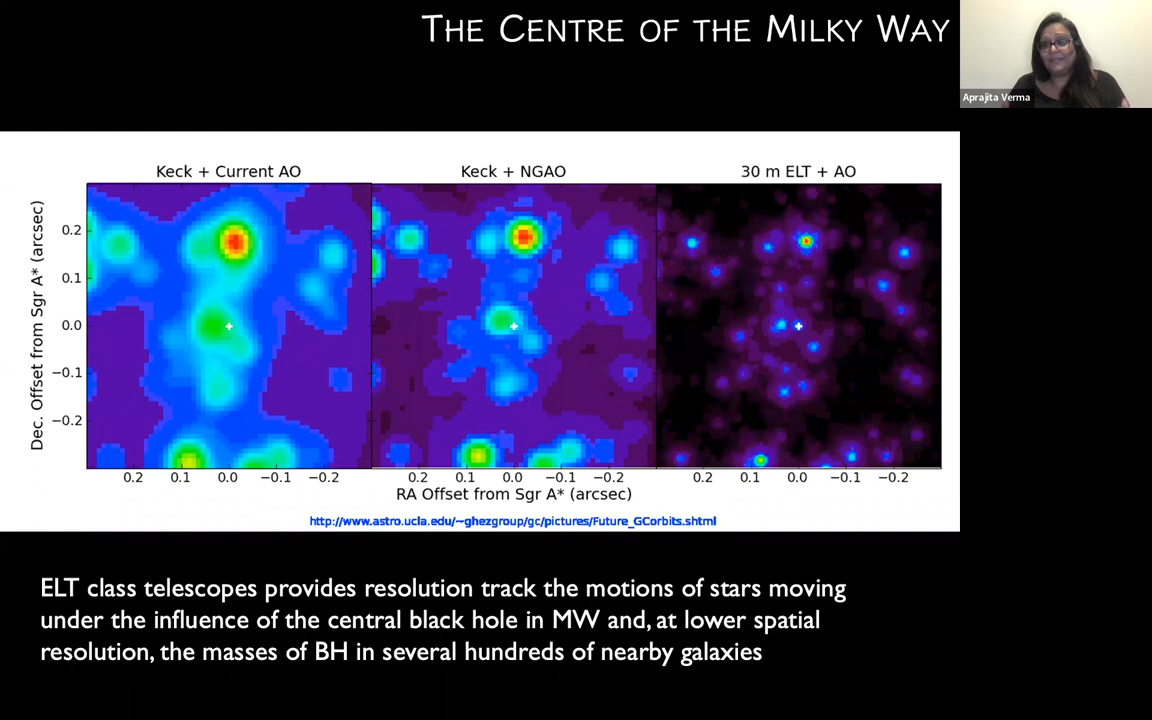 THE CENTRE OF THE MILKY WAY
Aprajita Verma
Keck + Current AO
Keck + NGAO
30 m ELT + AO
Dec. Offset from Sgr A* (arcsec)
0.2
0.1
0.0
−0.1
−0.2
0.2 0.1 0.0 −0.1 −0.2
0.2 0.1 0.0 −0.1 −0.2
0.2 0.1 0.0 −0.1 −0.2
RA Offset from Sgr A* (arcsec)
http://www.astro.ucla.edu/~ghezgroup/gc/pictures/Future_GCorbits.shtml
ELT class telescopes provides resolution track the motions of stars moving
under the influence of the central black hole in MW and, at lower spatial
resolution, the masses of BH in several hundreds of nearby galaxies